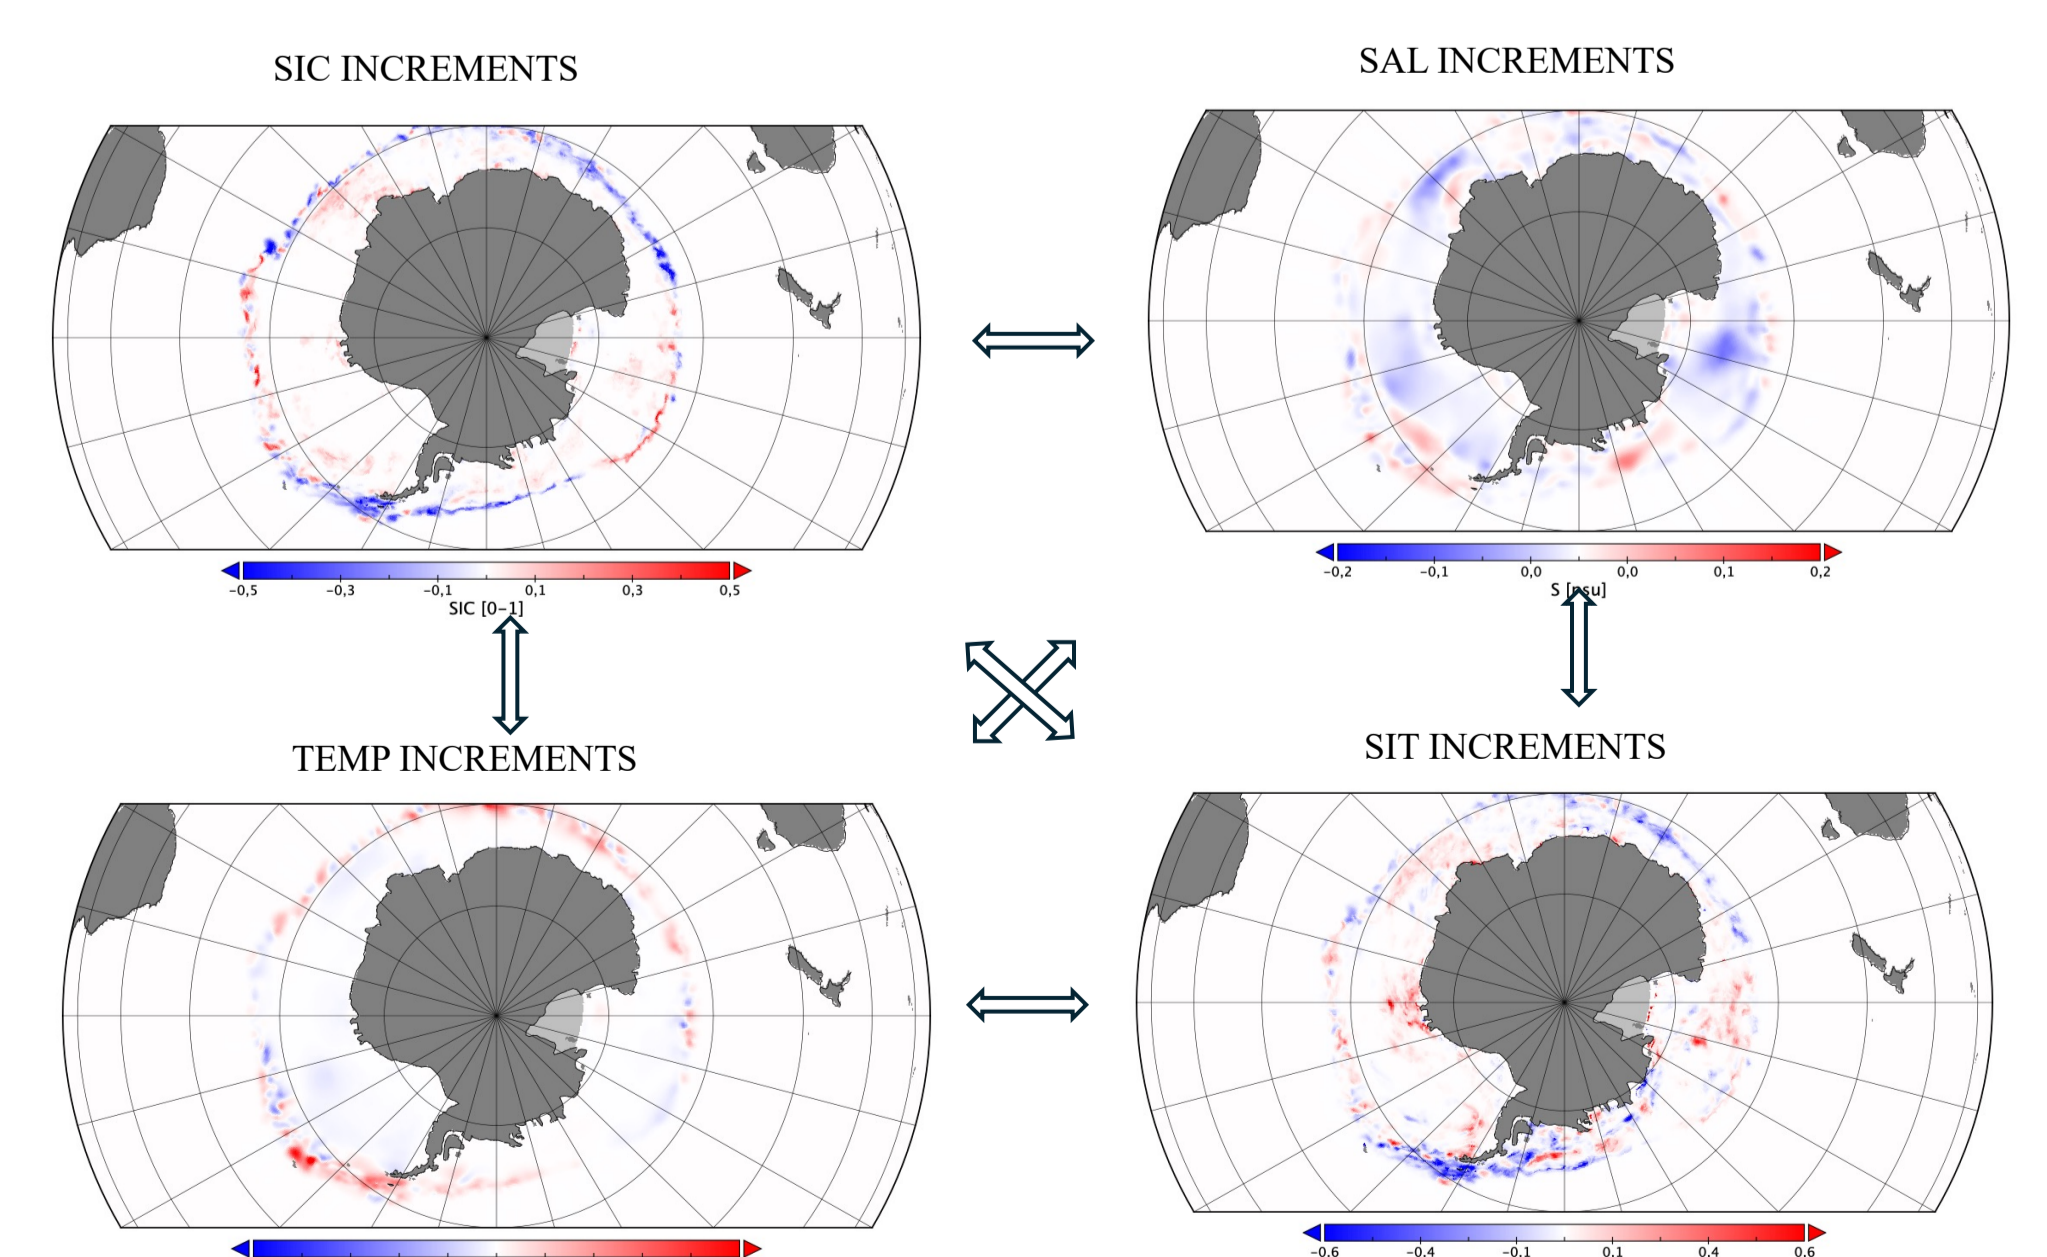 SIC INCREMENTS
SAL INCREMENTS
-0,5 -0,3 -0,1 0,1 0,3 0,5
SIC [0-1]
-0,2 -0,1 0,0 0,0 0,1 0,2
S [psu]
TEMP INCREMENTS
SIT INCREMENTS
-0.6 -0.4 -0.1 0.1 0.4 0.6